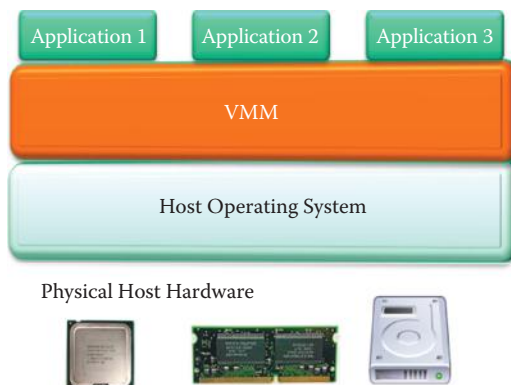 Application 1
Application 2
Application 3
VMM
Host Operating System
Physical Host Hardware